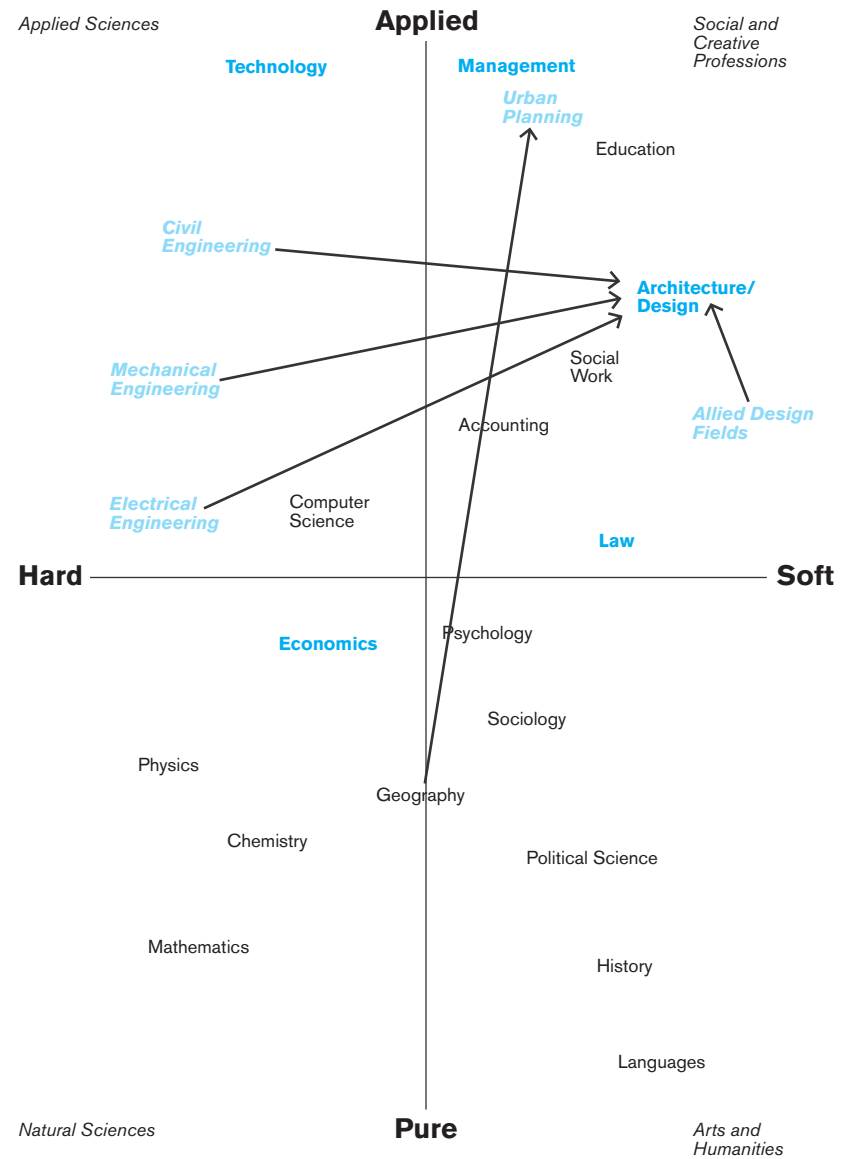 Applied Sciences
Applied
Social and
Creative
Professions
Technology
Management
Urban
Planning
Education
Civil
Engineering
Architecture/
Design
Mechanical
Engineering
Social
Work
Allied Design
Fields
Accounting
Electrical
Engineering
Computer
Science
Law
Hard
Soft
Psychology
Economics
Sociology
Physics
Geography
Chemistry
Political Science
Mathematics
History
Languages
Natural Sciences
Pure
Arts and
Humanities